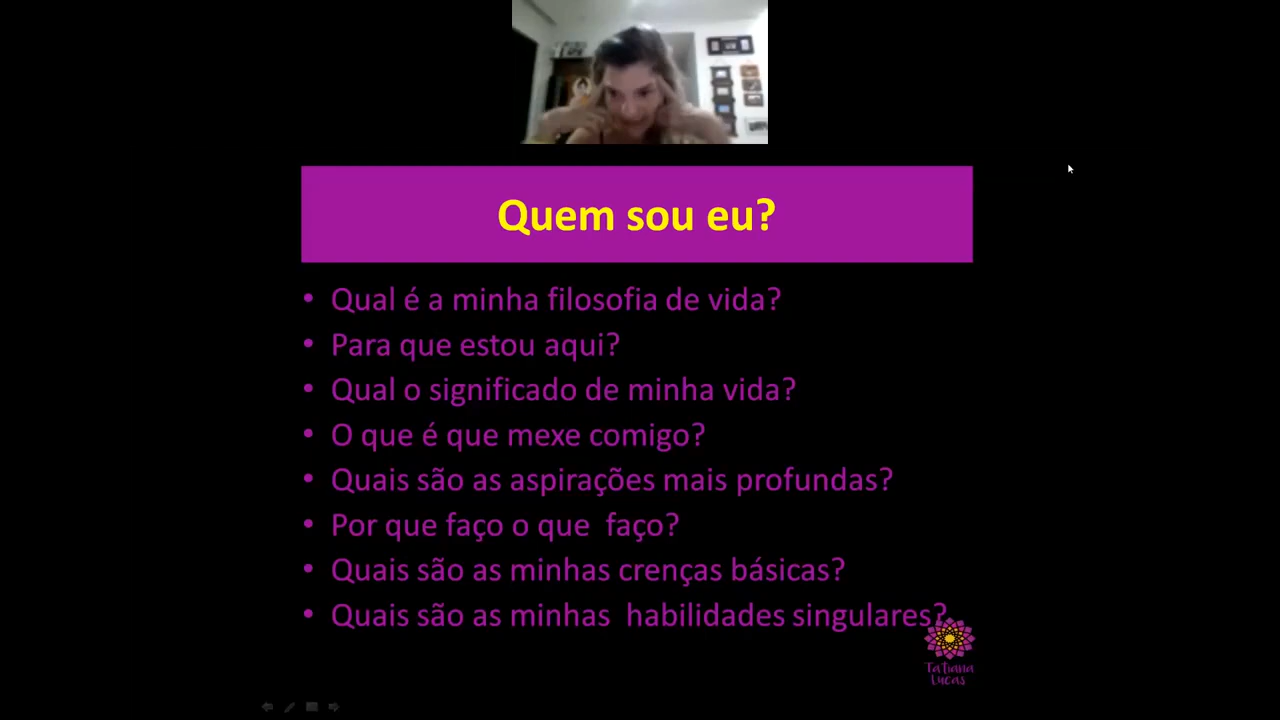 Quem sou eu?
• Qual é a minha filosofia de vida?
• Para que estou aqui?
• Qual o significado de minha vida?
• O que é que mexe comigo?
• Quais são as aspirações mais profundas?
• Por que faço o que  faço?
• Quais são as minhas crenças básicas?
• Quais são as minhas  habilidades singulares?
Tatiana
Lucas